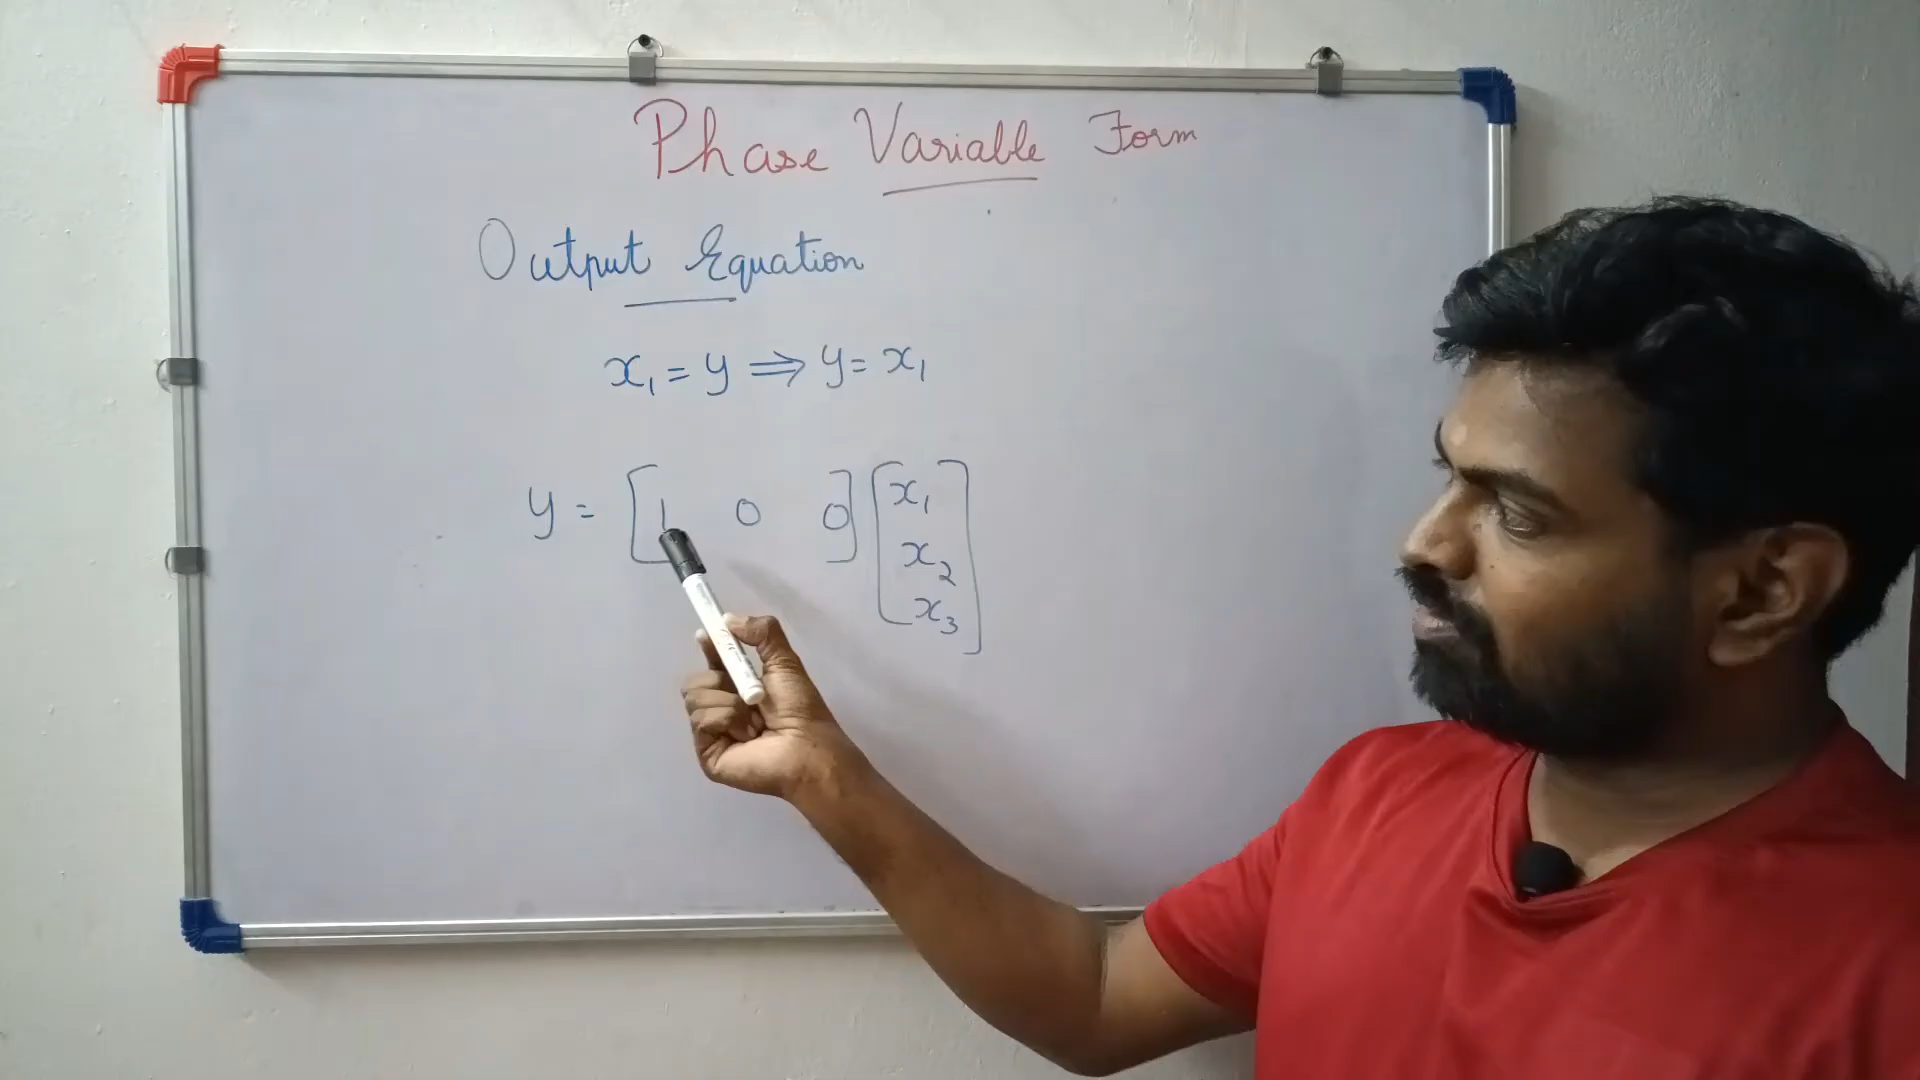 Phase Variable Form
Output Equation
x₁ = y ⟹ y = x₁
y = [1 0 0] [x₁
x₂
x₃]